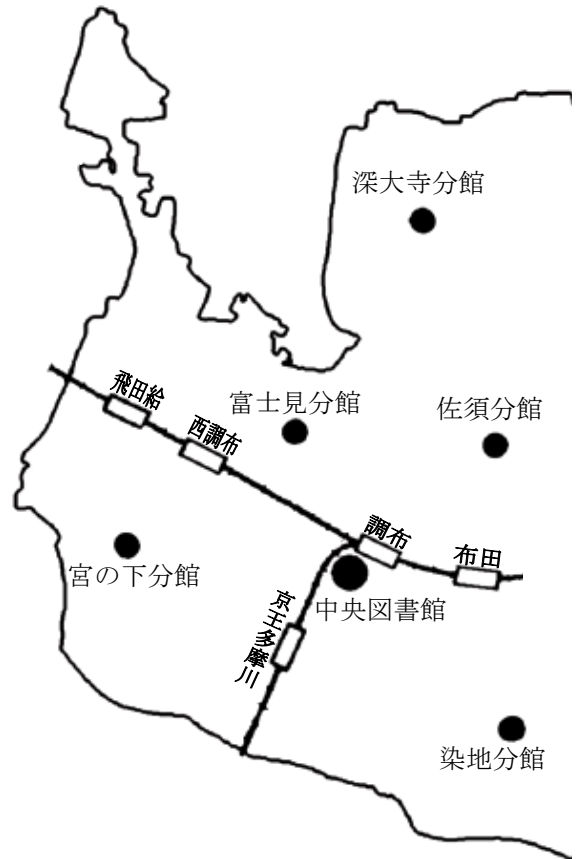 深大寺分館
飛田給
富士見分館
佐須分館
西調布
調布
布田
宮の下分館
中央図書館
京王多摩川
染地分館